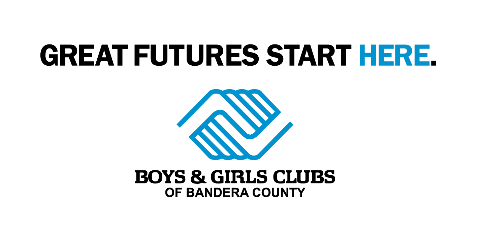 GREAT FUTURES START HERE.
BOYS & GIRLS CLUBS
OF BANDERA COUNTY